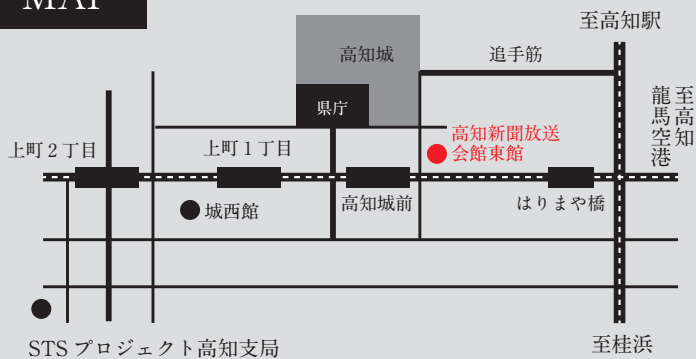 MAP
至高知駅
高知城
追手筋
県庁
至高知
龍馬空港
高知新聞放送
会館東館
上町2丁目
上町1丁目
城西館
高知城前
はりまや橋
STSプロジェクト高知支局
至桂浜